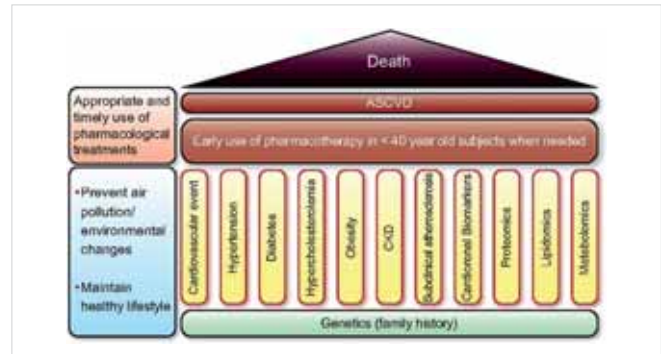 Death
ASCVD
Appropriate and
timely use of
pharmacological
treatments
Early use of pharmacotherapy in <40 year old subjects when needed
•Prevent air
pollution/
environmental
changes
•Maintain
healthy lifestyle
Cardiovascular event
Hypertension
Diabetes
Hypercholesterolemia
Obesity
CKD
Subclinical atherosclerosis
Biomarkers
Proteomics
Lipidomics
Metabolomics
Genetics (family history)